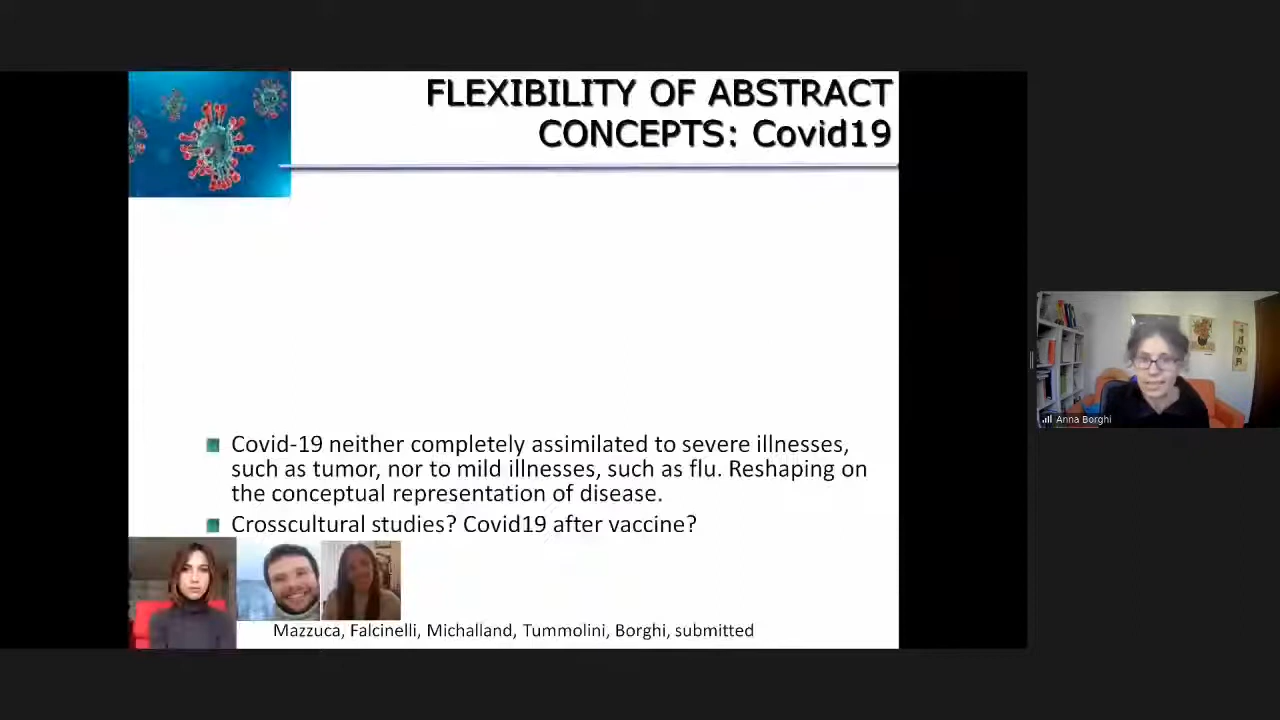 FLEXIBILITY OF ABSTRACT
CONCEPTS: Covid19
Covid-19 neither completely assimilated to severe illnesses,
such as tumor, nor to mild illnesses, such as flu. Reshaping on
the conceptual representation of disease.
Crosscultural studies? Covid19 after vaccine?
Mazzuca, Falcinelli, Michalland, Tummolini, Borghi, submitted
Anna Borghi